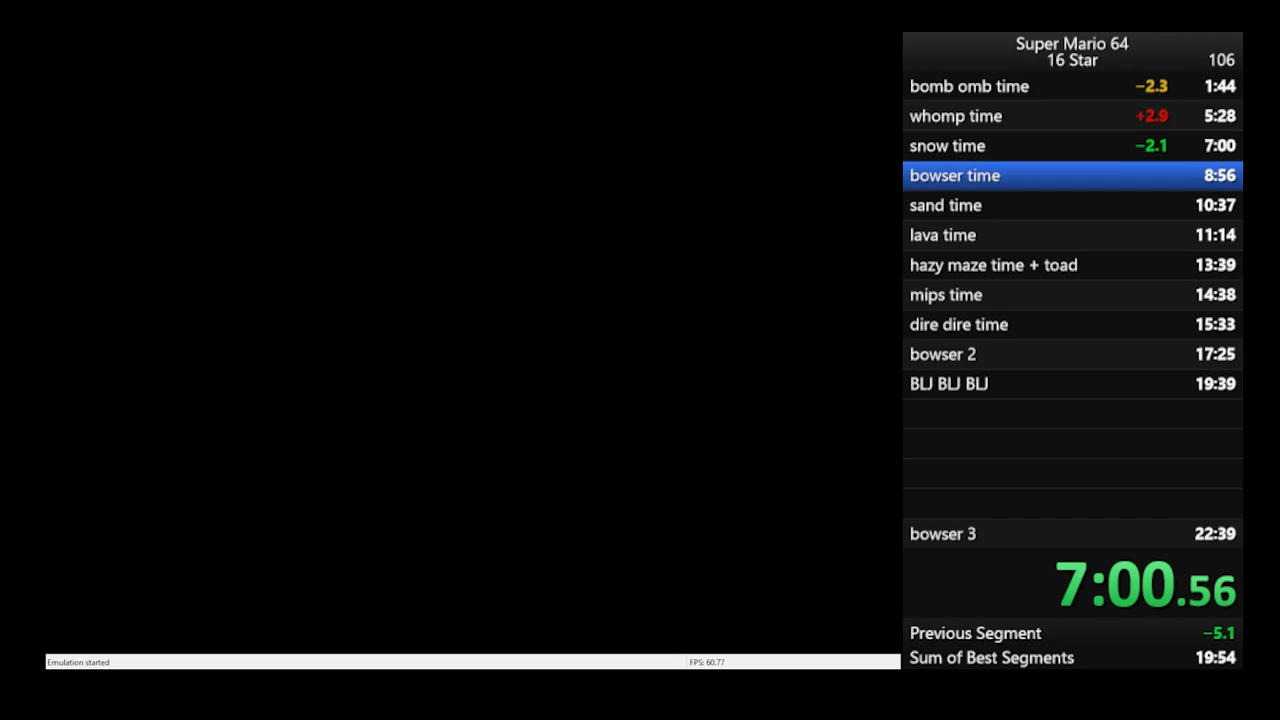 Super Mario 64
16 Star 106
bomb omb time −2.3 1:44
whomp time +2.9 5:28
snow time −2.1 7:00
bowser time 8:56
sand time 10:37
lava time 11:14
hazy maze time + toad 13:39
mips time 14:38
dire dire time 15:33
bowser 2 17:25
BLJ BLJ BLJ 19:39
bowser 3 22:39
7:00.56
Previous Segment −5.1
Sum of Best Segments 19:54
Emulation started FPS: 60.77